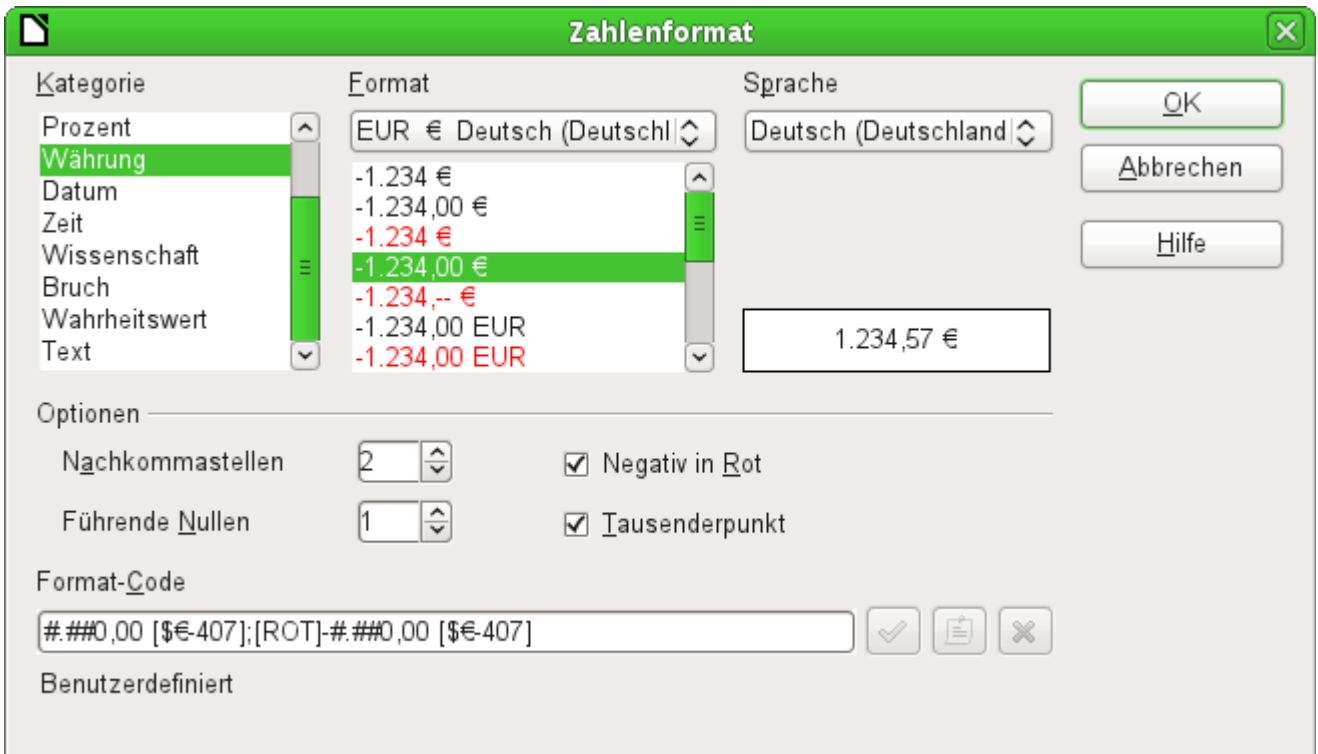 Zahlenformat
Kategorie
Prozent
Währung
Datum
Zeit
Wissenschaft
Bruch
Wahrheitswert
Text
Format
EUR € Deutsch (Deutschl
-1.234 €
-1.234,00 €
-1.234 €
-1.234,00 €
-1.234,-- €
-1.234,00 EUR
-1.234,00 EUR
Sprache
Deutsch (Deutschland
1.234,57 €
OK
Abbrechen
Hilfe
Optionen
Nachkommastellen 2
Negativ in Rot
Führende Nullen 1
Tausenderpunkt
Format-Code
#.##0,00 [$€-407];[ROT]-#.##0,00 [$€-407]
Benutzerdefiniert